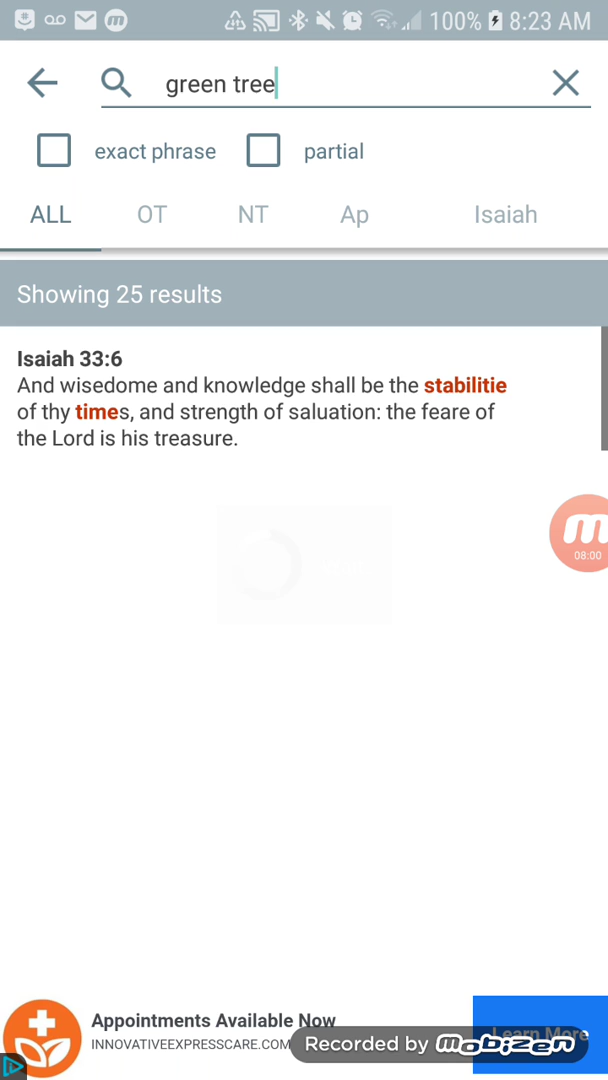 100% 8:23 AM
green tree
exact phrase partial
ALL OT NT Ap Isaiah
Showing 25 results
Isaiah 33:6
And wisedome and knowledge shall be the stabilitie
of thy times, and strength of saluation: the feare of
the Lord is his treasure.
08:00
Appointments Available Now
Learn More
INNOVATIVEEXPRESSCARE.COM
Recorded by mobizen